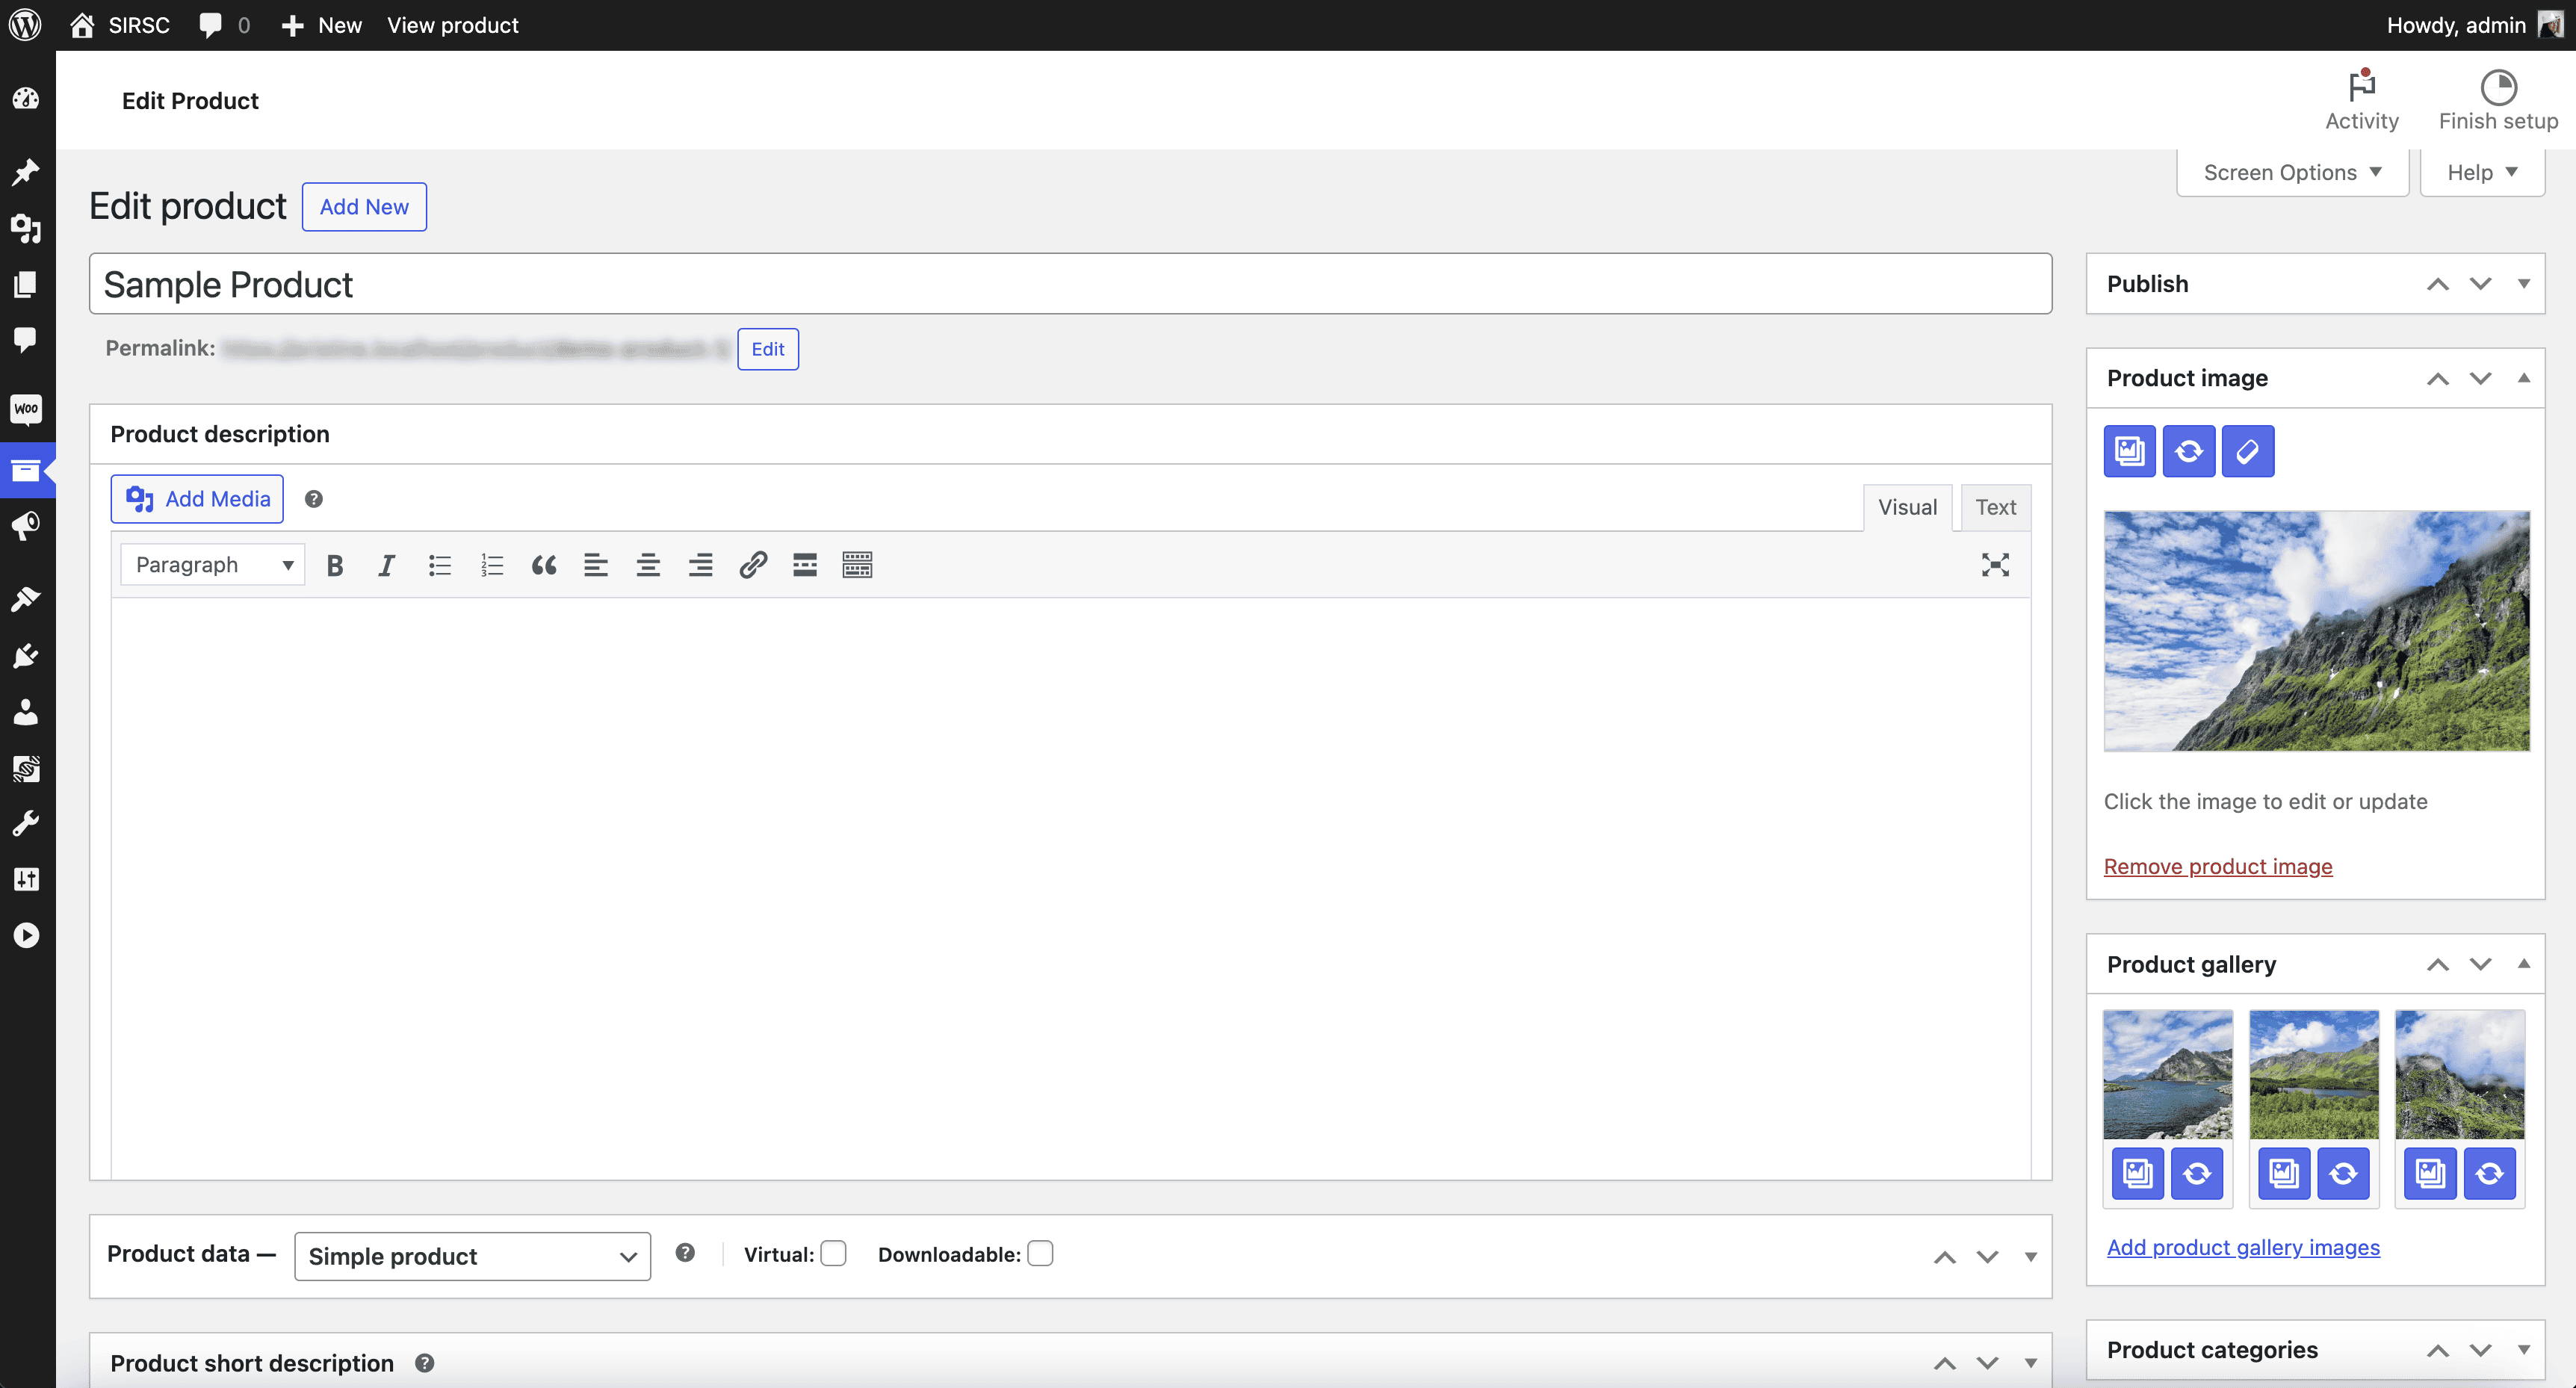 SIRSC 0 New View product Howdy, admin
Edit Product
Activity Finish setup
Screen Options Help
Edit product Add New
Sample Product
Permalink: Edit
Product description
Add Media
Visual Text
Paragraph
Product data — Simple product Virtual: Downloadable:
Product short description
Woo
Publish
Product image
Click the image to edit or update
Remove product image
Product gallery
Add product gallery images
Product categories